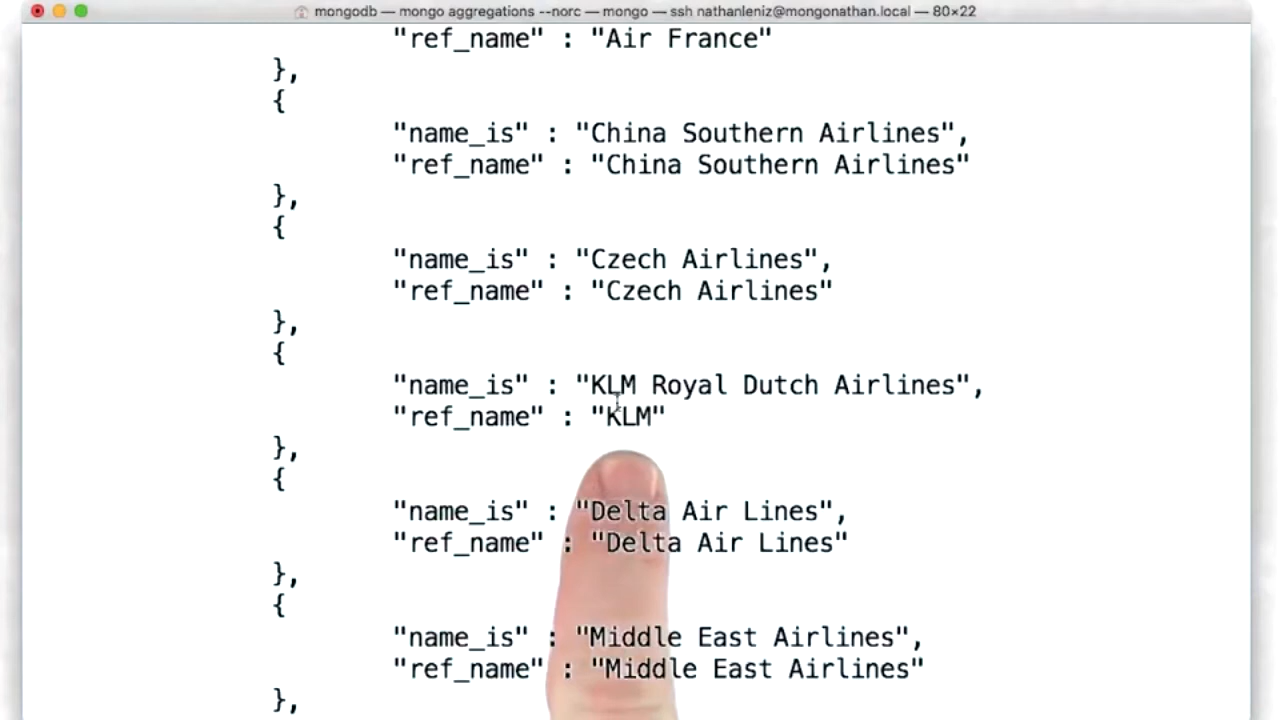 mongodb — mongo aggregations --norc — mongo — ssh nathanleniz@mongonathan.local — 80×22
"ref_name" : "Air France"
},
{
"name_is" : "China Southern Airlines",
"ref_name" : "China Southern Airlines"
},
{
"name_is" : "Czech Airlines",
"ref_name" : "Czech Airlines"
},
{
"name_is" : "KLM Royal Dutch Airlines",
"ref_name" : "KLM"
},
{
"name_is" : "Delta Air Lines",
"ref_name" : "Delta Air Lines"
},
{
"name_is" : "Middle East Airlines",
"ref_name" : "Middle East Airlines"
},